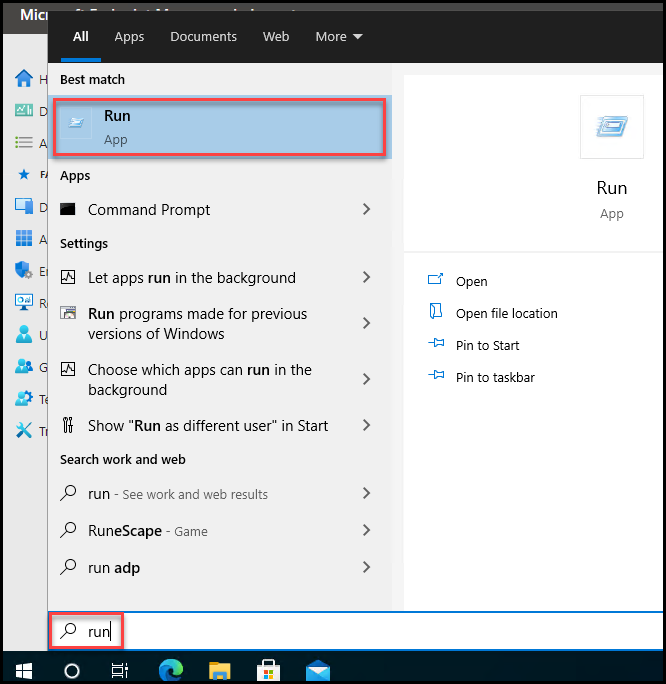 All Apps Documents Web More
Best match
Run
App
Apps
Command Prompt
Settings
Let apps run in the background
Run programs made for previous
versions of Windows
Choose which apps can run in the
background
Show "Run as different user" in Start
Search work and web
run - See work and web results
RuneScape - Game
run adp
run
Run
App
Open
Open file location
Pin to Start
Pin to taskbar